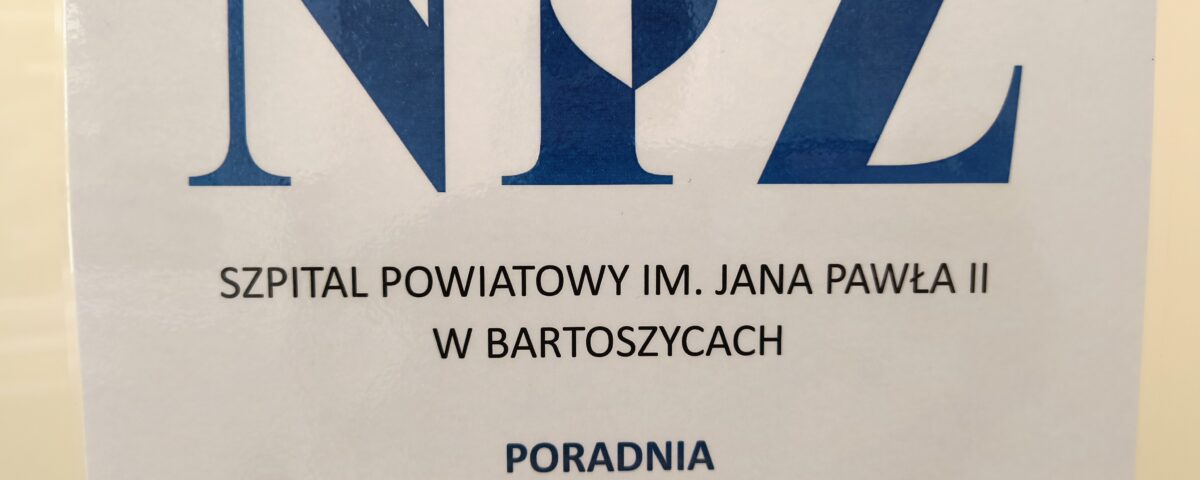 NFZ
SZPITAL POWIATOWY IM. JANA PAWŁA II
W BARTOSZYCACH
PORADNIA